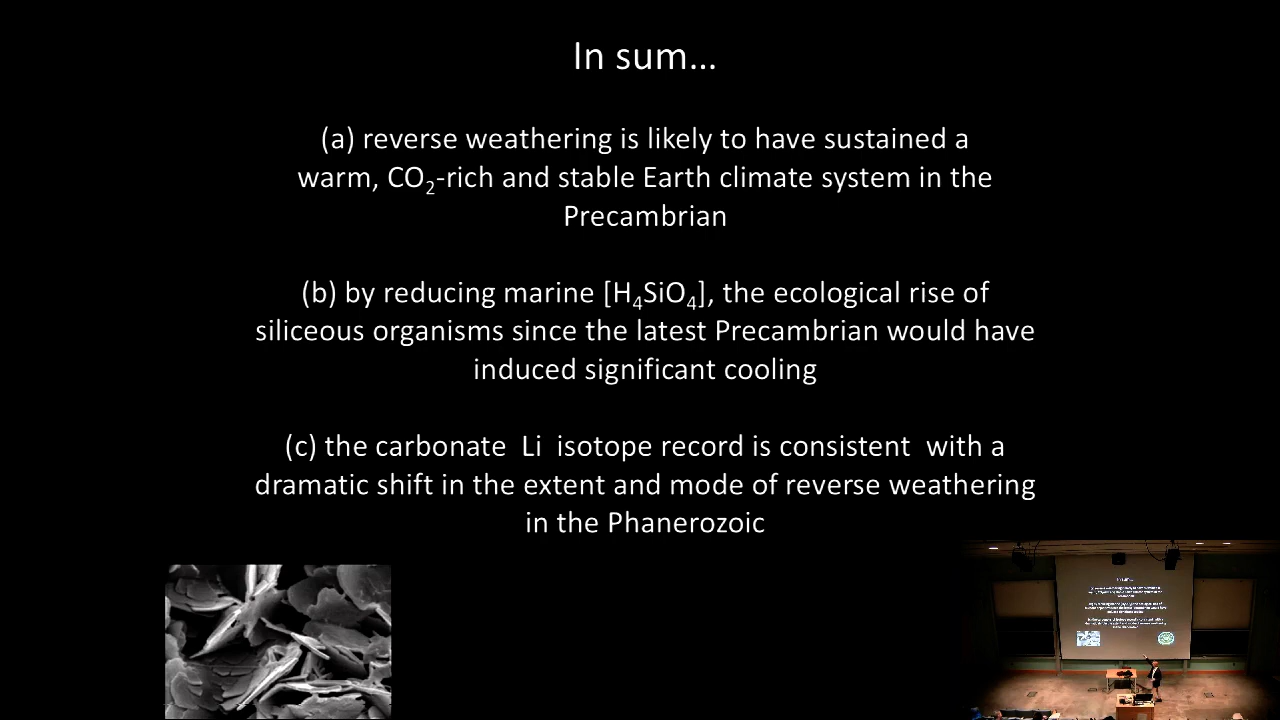 In sum...
(a) reverse weathering is likely to have sustained a
warm, CO₂-rich and stable Earth climate system in the
Precambrian
(b) by reducing marine [H₄SiO₄], the ecological rise of
siliceous organisms since the latest Precambrian would have
induced significant cooling
(c) the carbonate Li isotope record is consistent with a
dramatic shift in the extent and mode of reverse weathering
in the Phanerozoic